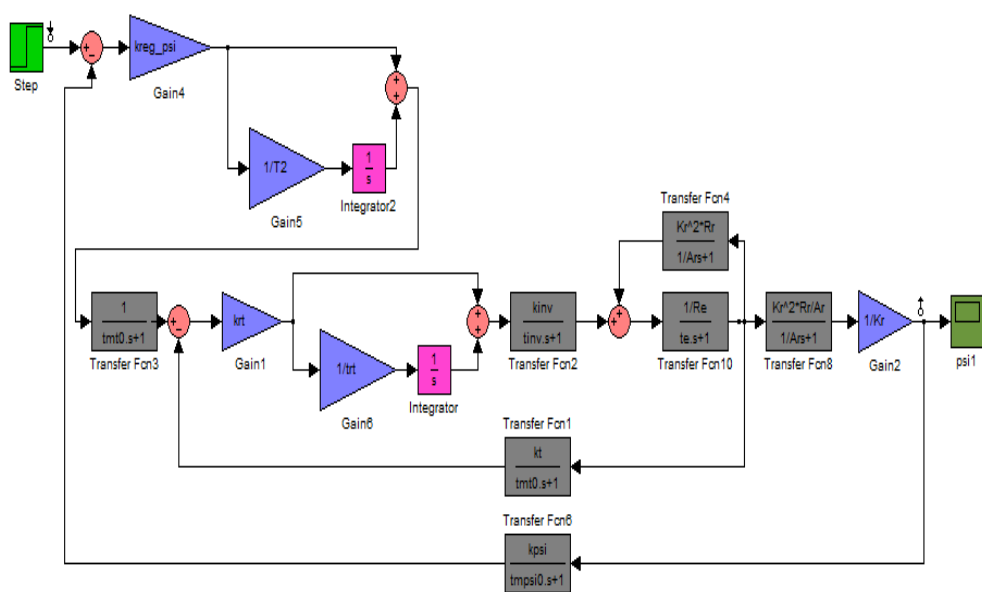 Step
+
−
kreg_psi
Gain4
+
+
1/T2
Gain5
1
s
Integrator2
Transfer Fcn4
Kr^2*Rr
1/Ars+1
1
tmt0.s+1
Transfer Fcn3
+
−
krt
Gain1
1/trt
Gain6
1
s
Integrator
+
+
kinv
tinv.s+1
Transfer Fcn2
+
+
1/Re
te.s+1
Transfer Fcn10
Kr^2*Rr/Ar
1/Ars+1
Transfer Fcn8
1/Kr
Gain2
psi1
Transfer Fcn1
kt
tmt0.s+1
Transfer Fcn6
kpsi
tmpsi0.s+1